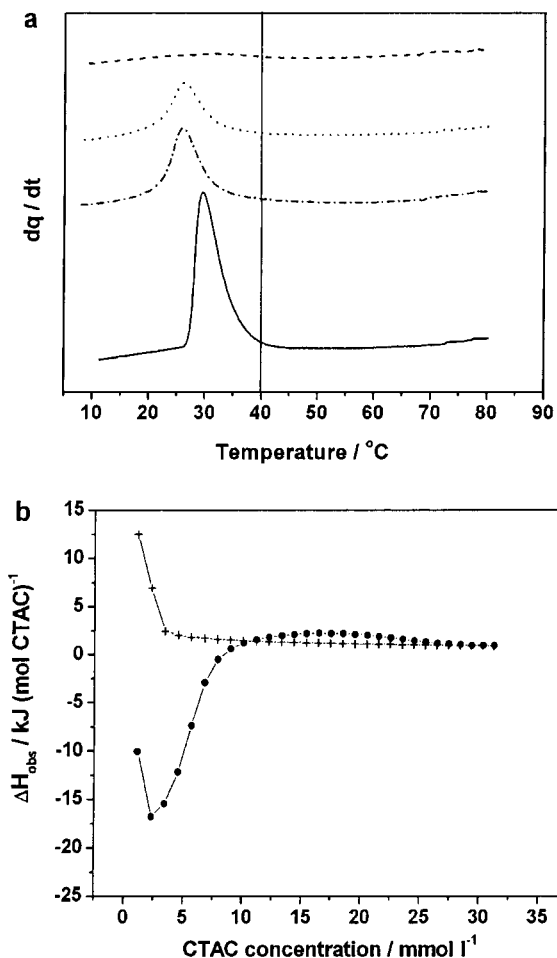 a
dq / dt
10 20 30 40 50 60 70 80 90
Temperature / °C
b
15
10
5
0
-5
-10
-15
-20
-25
ΔH_obs / kJ (mol CTAC)⁻¹
0 5 10 15 20 25 30 35
CTAC concentration / mmol l⁻¹